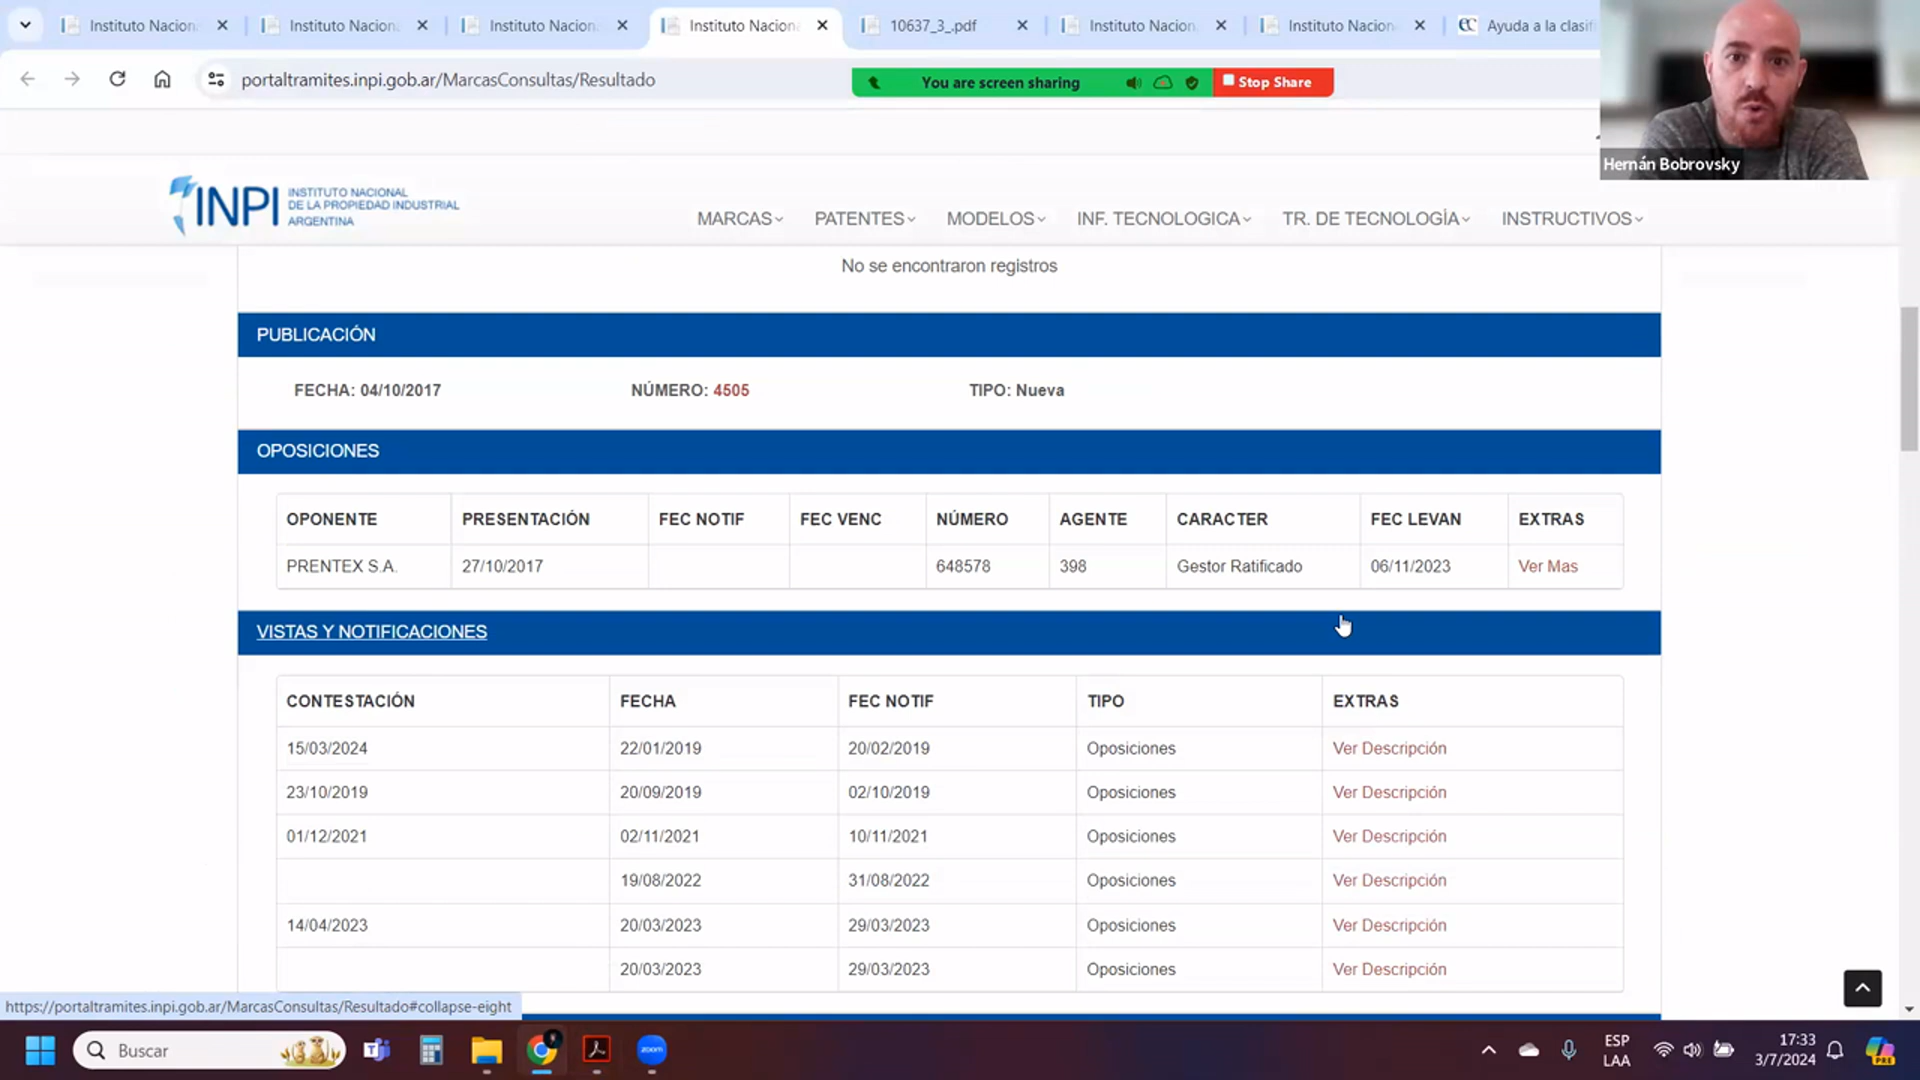 Instituto Nacion
Instituto Nacion
Instituto Nacion
Instituto Nacion
10637_3_.pdf
Instituto Nacion
Instituto Nacion
Ayuda a la clasif
portaltramites.inpi.gob.ar/MarcasConsultas/Resultado
You are screen sharing
Stop Share
Hernán Bobrovsky
INPI
INSTITUTO NACIONAL
DE LA PROPIEDAD INDUSTRIAL
ARGENTINA
MARCAS
PATENTES
MODELOS
INF. TECNOLOGICA
TR. DE TECNOLOGÍA
INSTRUCTIVOS
No se encontraron registros
PUBLICACIÓN
FECHA: 04/10/2017 NÚMERO: 4505 TIPO: Nueva
OPOSICIONES
OPONENTE PRESENTACIÓN FEC NOTIF FEC VENC NÚMERO AGENTE CARACTER FEC LEVAN EXTRAS
PRENTEX S.A. 27/10/2017 648578 398 Gestor Ratificado 06/11/2023 Ver Mas
VISTAS Y NOTIFICACIONES
CONTESTACIÓN FECHA FEC NOTIF TIPO EXTRAS
15/03/2024 22/01/2019 20/02/2019 Oposiciones Ver Descripción
23/10/2019 20/09/2019 02/10/2019 Oposiciones Ver Descripción
01/12/2021 02/11/2021 10/11/2021 Oposiciones Ver Descripción
19/08/2022 31/08/2022 Oposiciones Ver Descripción
14/04/2023 20/03/2023 29/03/2023 Oposiciones Ver Descripción
20/03/2023 29/03/2023 Oposiciones Ver Descripción
https://portaltramites.inpi.gob.ar/MarcasConsultas/Resultado#collapse-eight
Buscar
zoom
ESP
LAA
17:33
3/7/2024
PRE